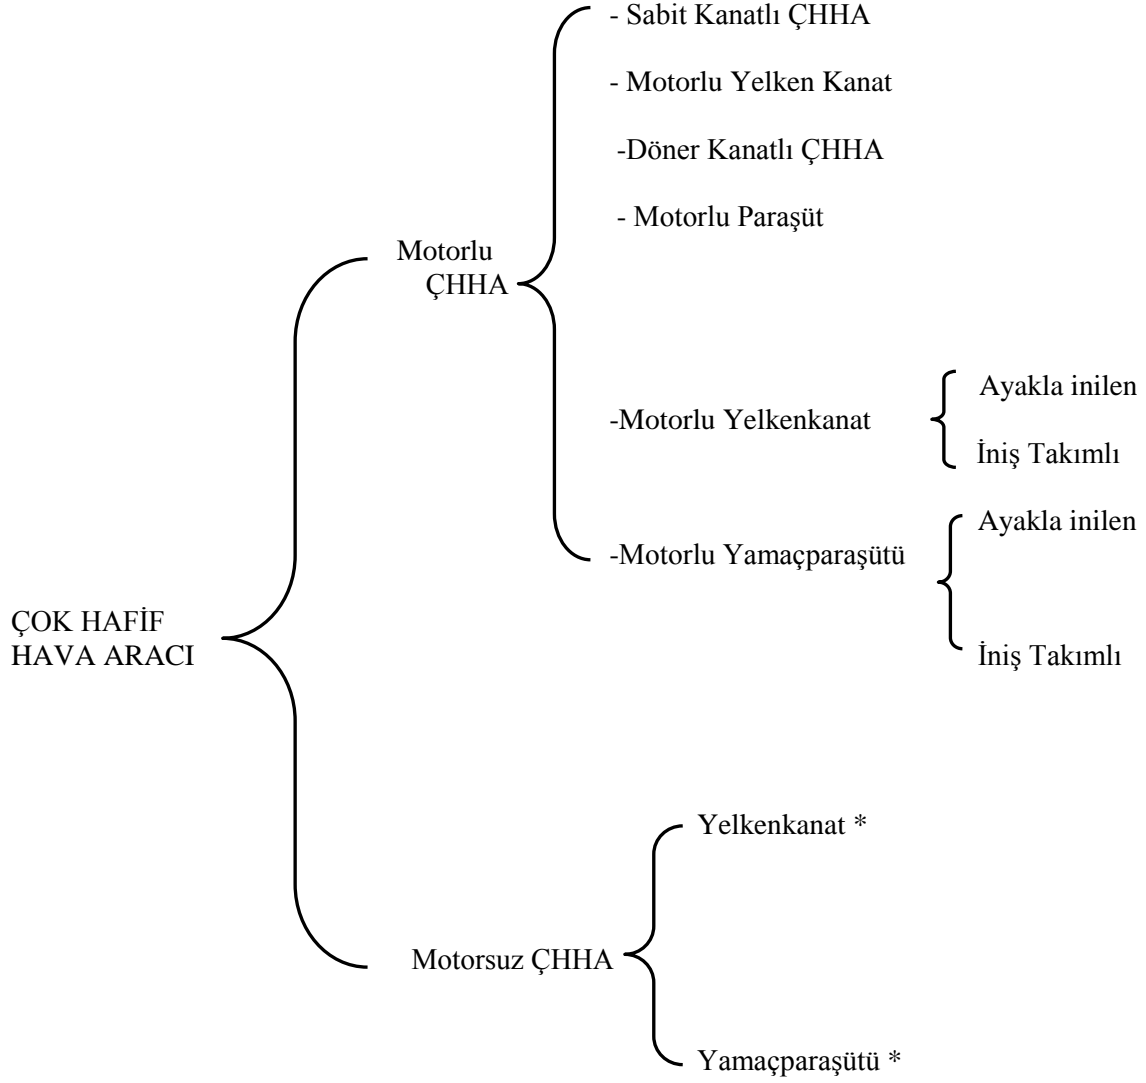 - Sabit Kanatlı ÇHHA
- Motorlu Yelken Kanat
-Döner Kanatlı ÇHHA
- Motorlu Paraşüt
Motorlu
ÇHHA
-Motorlu Yelkenkanat
Ayakla inilen
İniş Takımlı
-Motorlu Yamaçparaşütü
Ayakla inilen
İniş Takımlı
ÇOK HAFİF
HAVA ARACI
Motorsuz ÇHHA
Yelkenkanat *
Yamaçparaşütü *